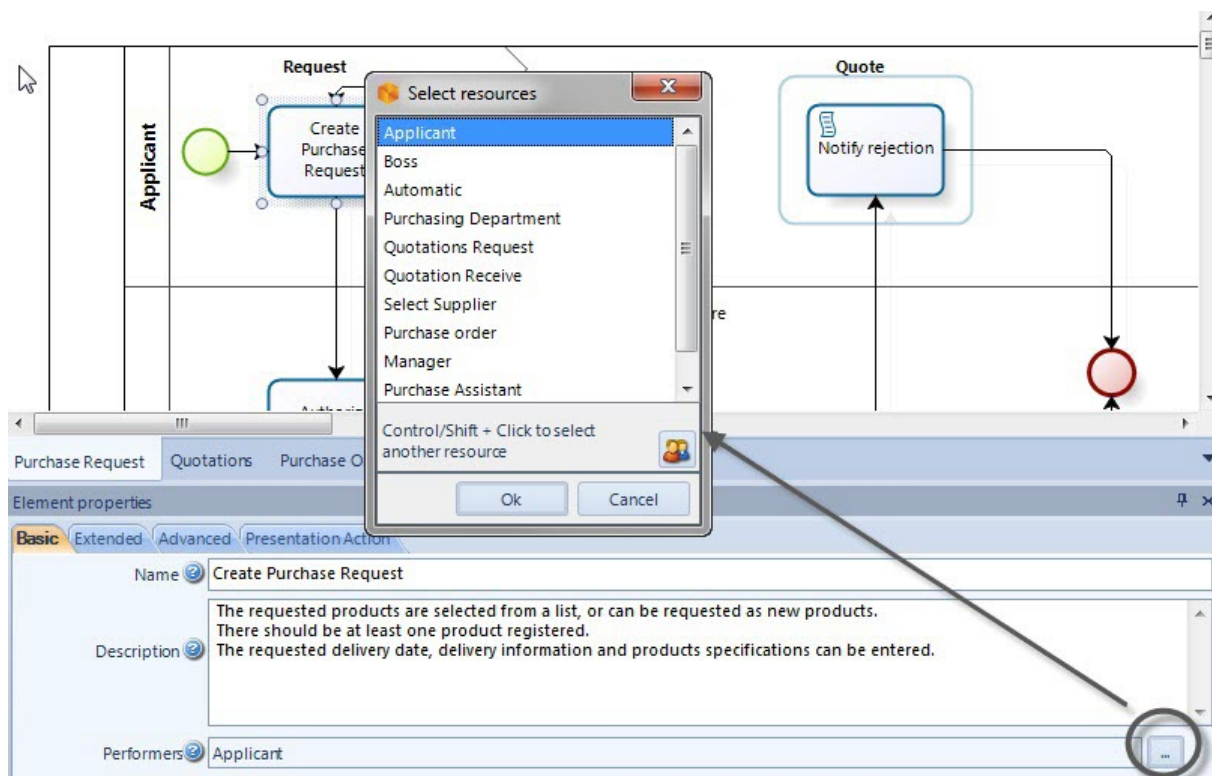 Request
Quote
Applicant
Create
Purchase
Request
Notify rejection
Select resources
Applicant
Boss
Automatic
Purchasing Department
Quotations Request
Quotation Receive
Select Supplier
Purchase order
Manager
Purchase Assistant
Control/Shift + Click to select
another resource
Ok Cancel
re
Purchase Request Quotations Purchase O
Element properties
Basic Extended Advanced Presentation Action
Name Create Purchase Request
Description The requested products are selected from a list, or can be requested as new products.
There should be at least one product registered.
The requested delivery date, delivery information and products specifications can be entered.
Performers Applicant ...